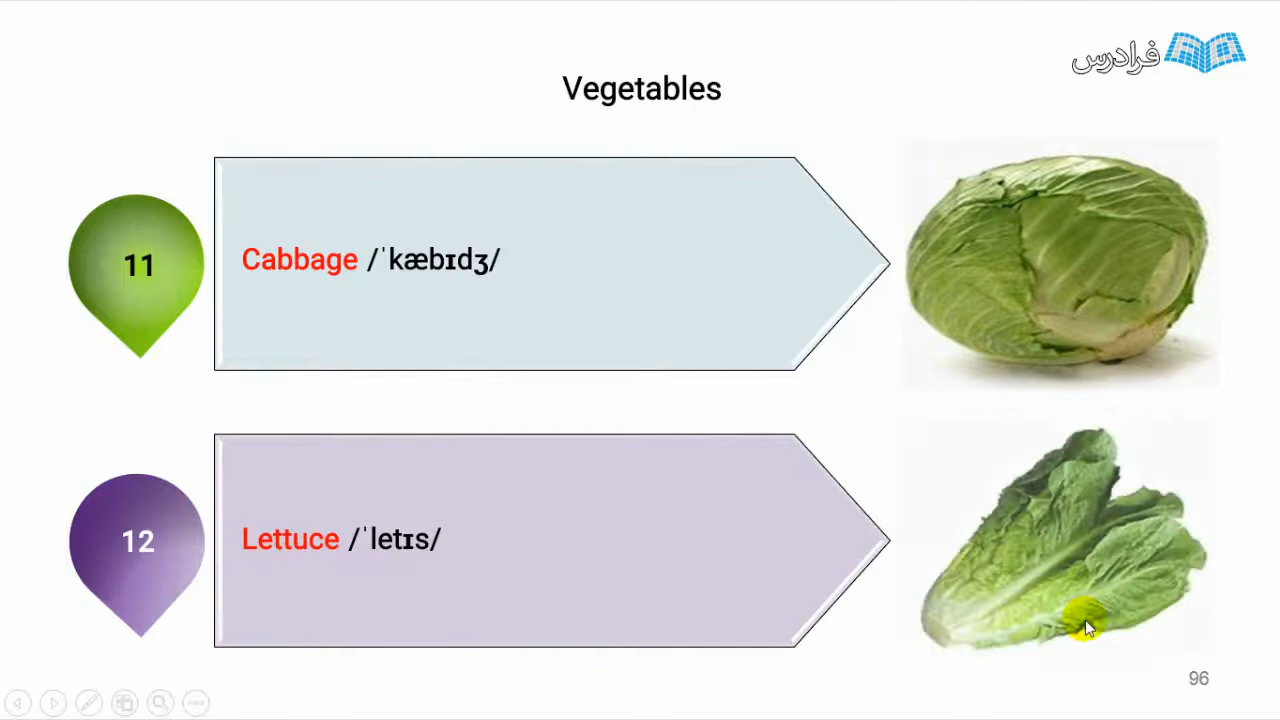 فرادرس
Vegetables
11
Cabbage /ˈkæbɪdʒ/
12
Lettuce /ˈletɪs/
96